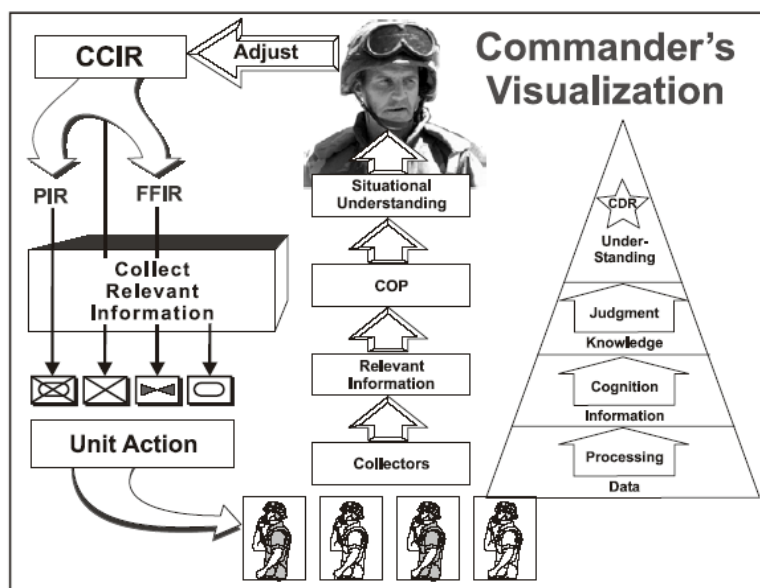 Commander's
Visualization
CCIR
Adjust
PIR
FFIR
Collect
Relevant
Information
Unit Action
Situational
Understanding
COP
Relevant
Information
Collectors
CDR
Under-
Standing
Judgment
Knowledge
Cognition
Information
Processing
Data